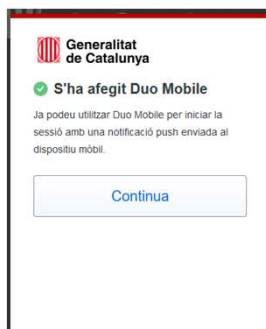 Generalitat
de Catalunya
S'ha afegit Duo Mobile
Ja podeu utilitzar Duo Mobile per iniciar la
sessió amb una notificació push enviada al
dispositiu mòbil.
Continua